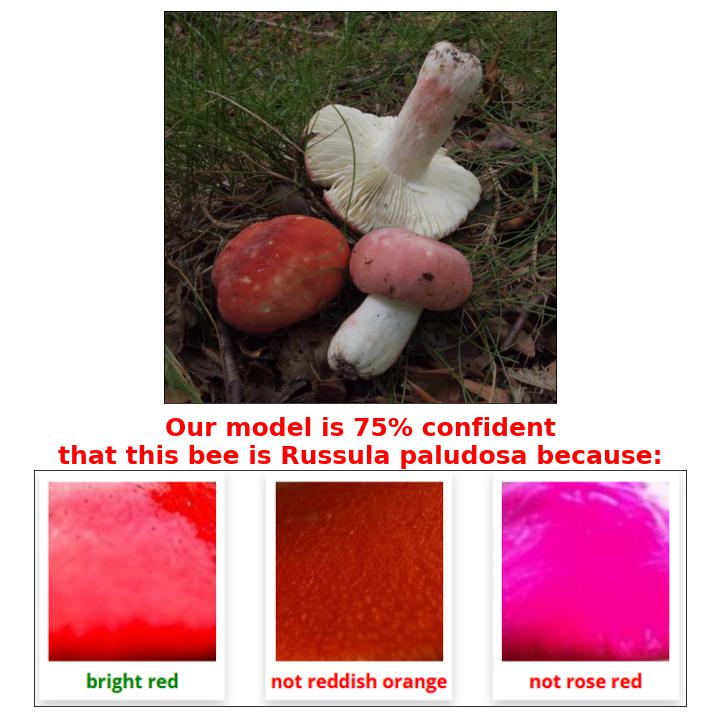 Our model is 75% confident
that this bee is Russula paludosa because:
bright red
not reddish orange
not rose red